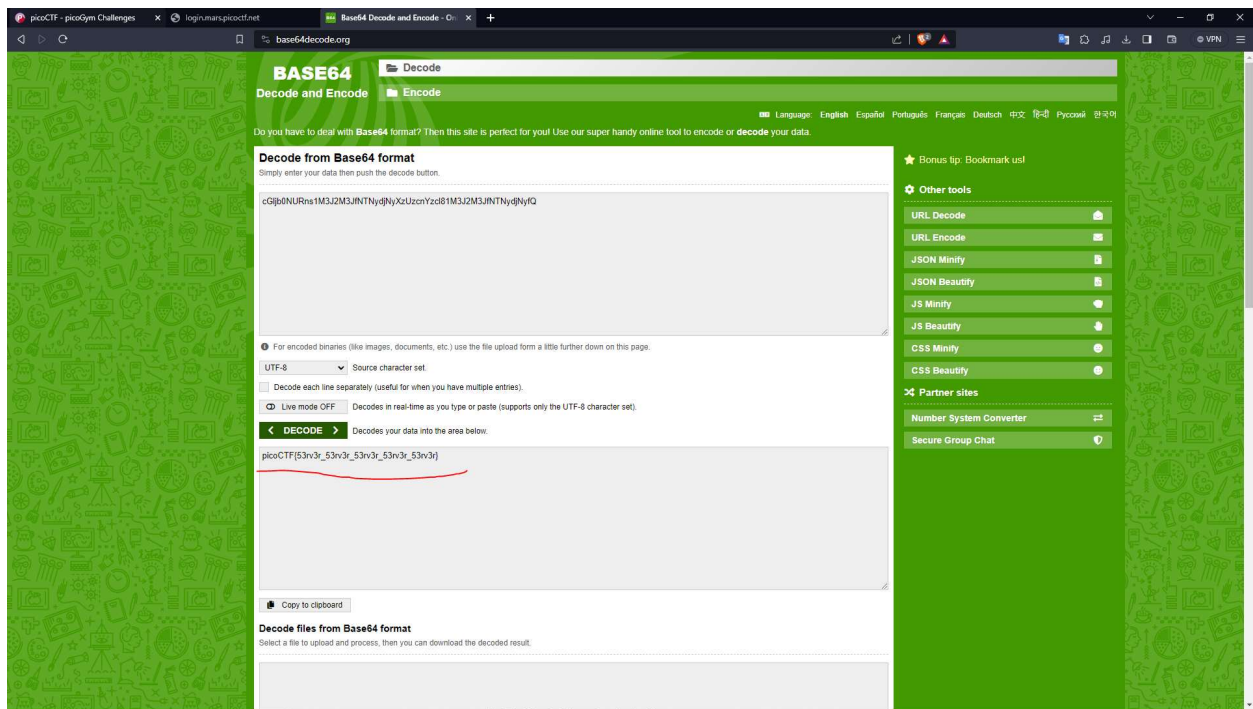 picoCTF - picoGym Challenges
login.mars.picoctf.net
Base64 Decode and Encode - On
base64decode.org
VPN
BASE64
Decode and Encode
Decode
Encode
Language: English Español Português Français Deutsch 中文 हिन्दी Русский 한국어
Do you have to deal with Base64 format? Then this site is perfect for you! Use our super handy online tool to encode or decode your data.
Decode from Base64 format
Simply enter your data then push the decode button.
cGljb0NURns1M3J2M3JfNTNydjNyXzUzcnYzcl81M3J2M3JfNTNydjNyfQ
For encoded binaries (like images, documents, etc.) use the file upload form a little further down on this page.
UTF-8 Source character set.
Decode each line separately (useful for when you have multiple entries).
Live mode OFF Decodes in real-time as you type or paste (supports only the UTF-8 character set).
< DECODE > Decodes your data into the area below.
picoCTF{53rv3r_53rv3r_53rv3r_53rv3r_53rv3r}
Copy to clipboard
Decode files from Base64 format
Select a file to upload and process, then you can download the decoded result.
Bonus tip: Bookmark us!
Other tools
URL Decode
URL Encode
JSON Minify
JSON Beautify
JS Minify
JS Beautify
CSS Minify
CSS Beautify
Partner sites
Number System Converter
Secure Group Chat